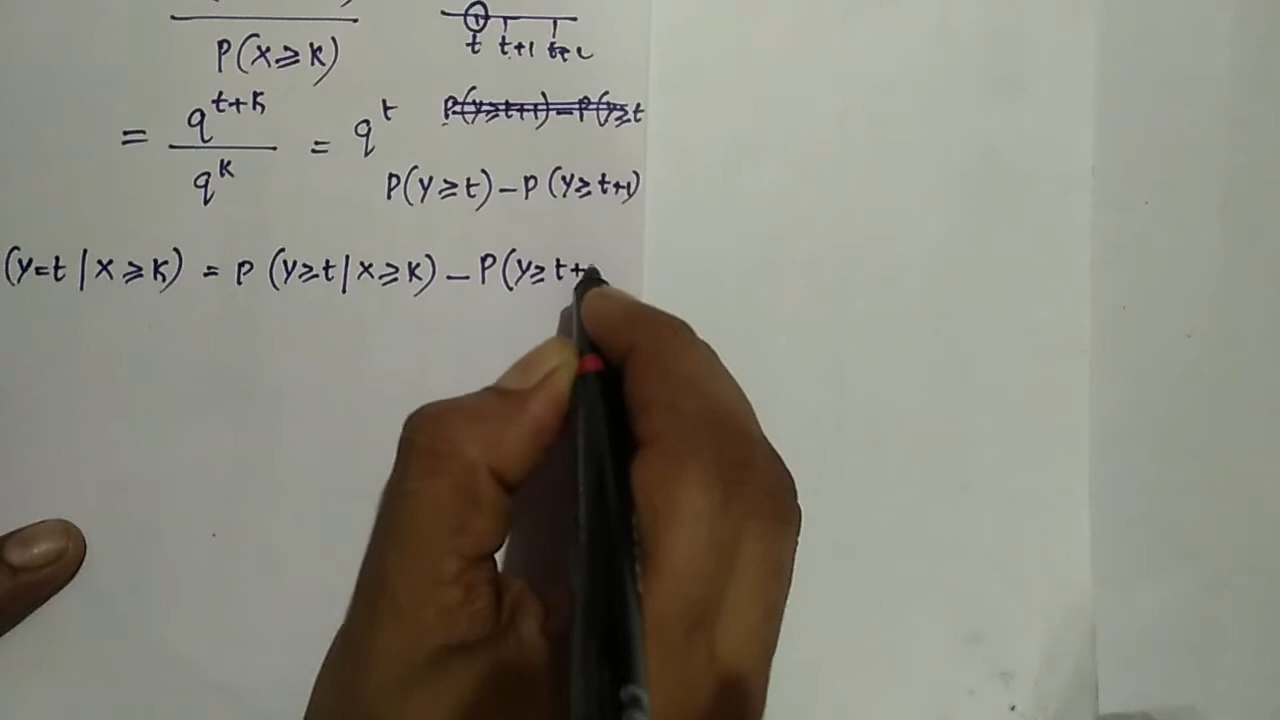 P(X≥K)
t t+1 t+2
= q^{t+K} / q^K = q^t
P(Y≥t+1) – P(Y≥t
P(Y≥t) – P(Y≥t+1)
(Y=t | X≥K) = P(Y≥t | X≥K) – P(Y≥t+